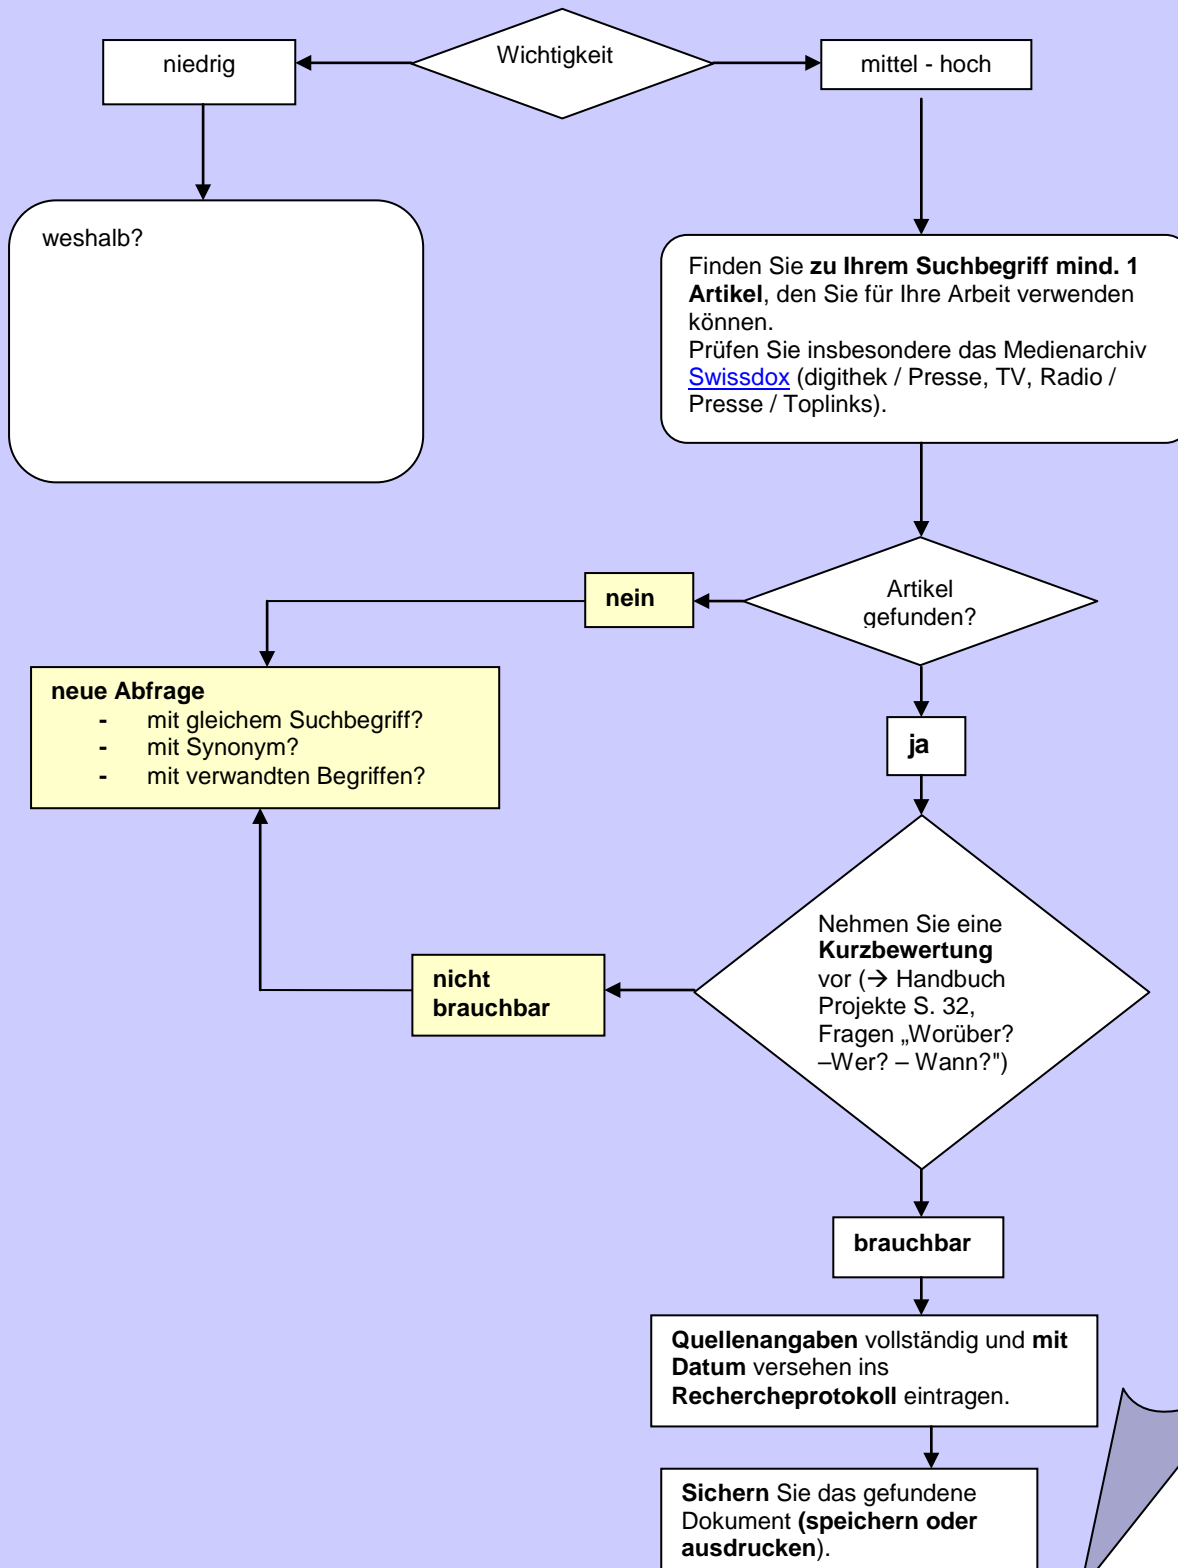 Wichtigkeit
niedrig
mittel - hoch
weshalb?
Finden Sie zu Ihrem Suchbegriff mind. 1
Artikel, den Sie für Ihre Arbeit verwenden
können.
Prüfen Sie insbesondere das Medienarchiv
Swissdox (digithek / Presse, TV, Radio /
Presse / Toplinks).
Artikel
gefunden?
nein
neue Abfrage
- mit gleichem Suchbegriff?
- mit Synonym?
- mit verwandten Begriffen?
ja
Nehmen Sie eine
Kurzbewertung
vor (→ Handbuch
Projekte S. 32,
Fragen „Worüber?
–Wer? – Wann?")
nicht
brauchbar
brauchbar
Quellenangaben vollständig und mit
Datum versehen ins
Rechercheprotokoll eintragen.
Sichern Sie das gefundene
Dokument (speichern oder
ausdrucken).